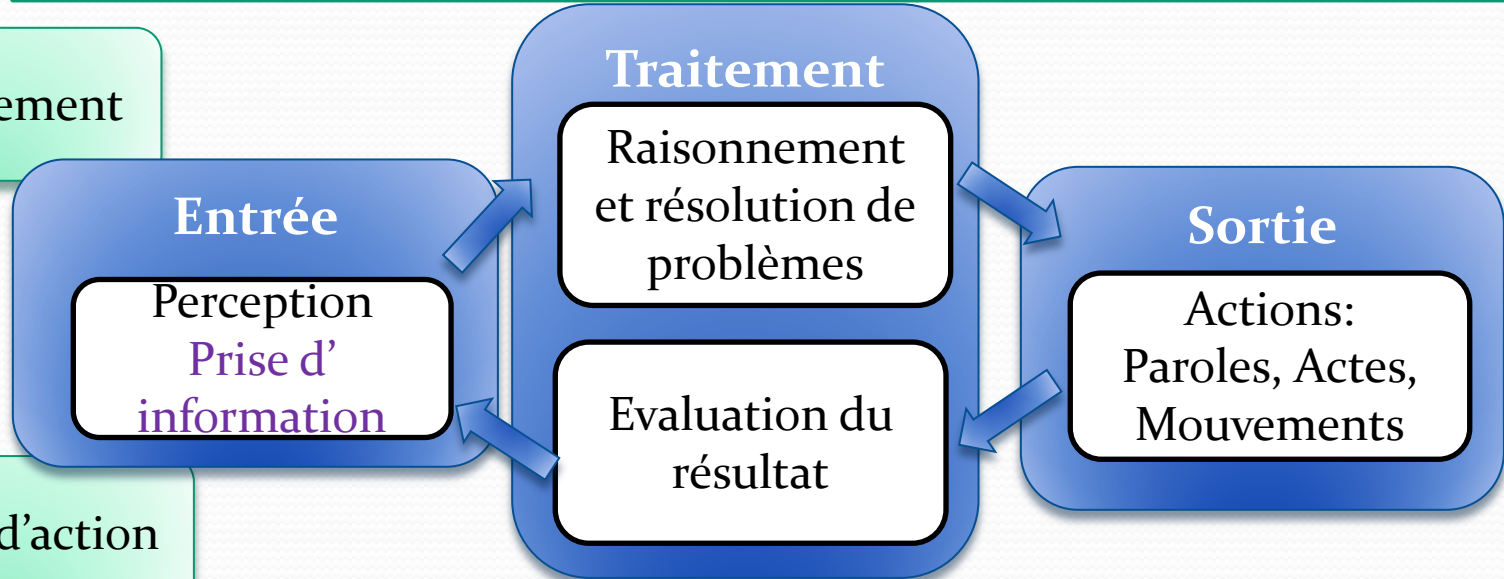 ement
Entrée
Perception
Prise d’
information
d’action
Traitement
Raisonnement
et résolution de
problèmes
Evaluation du
résultat
Sortie
Actions:
Paroles, Actes,
Mouvements